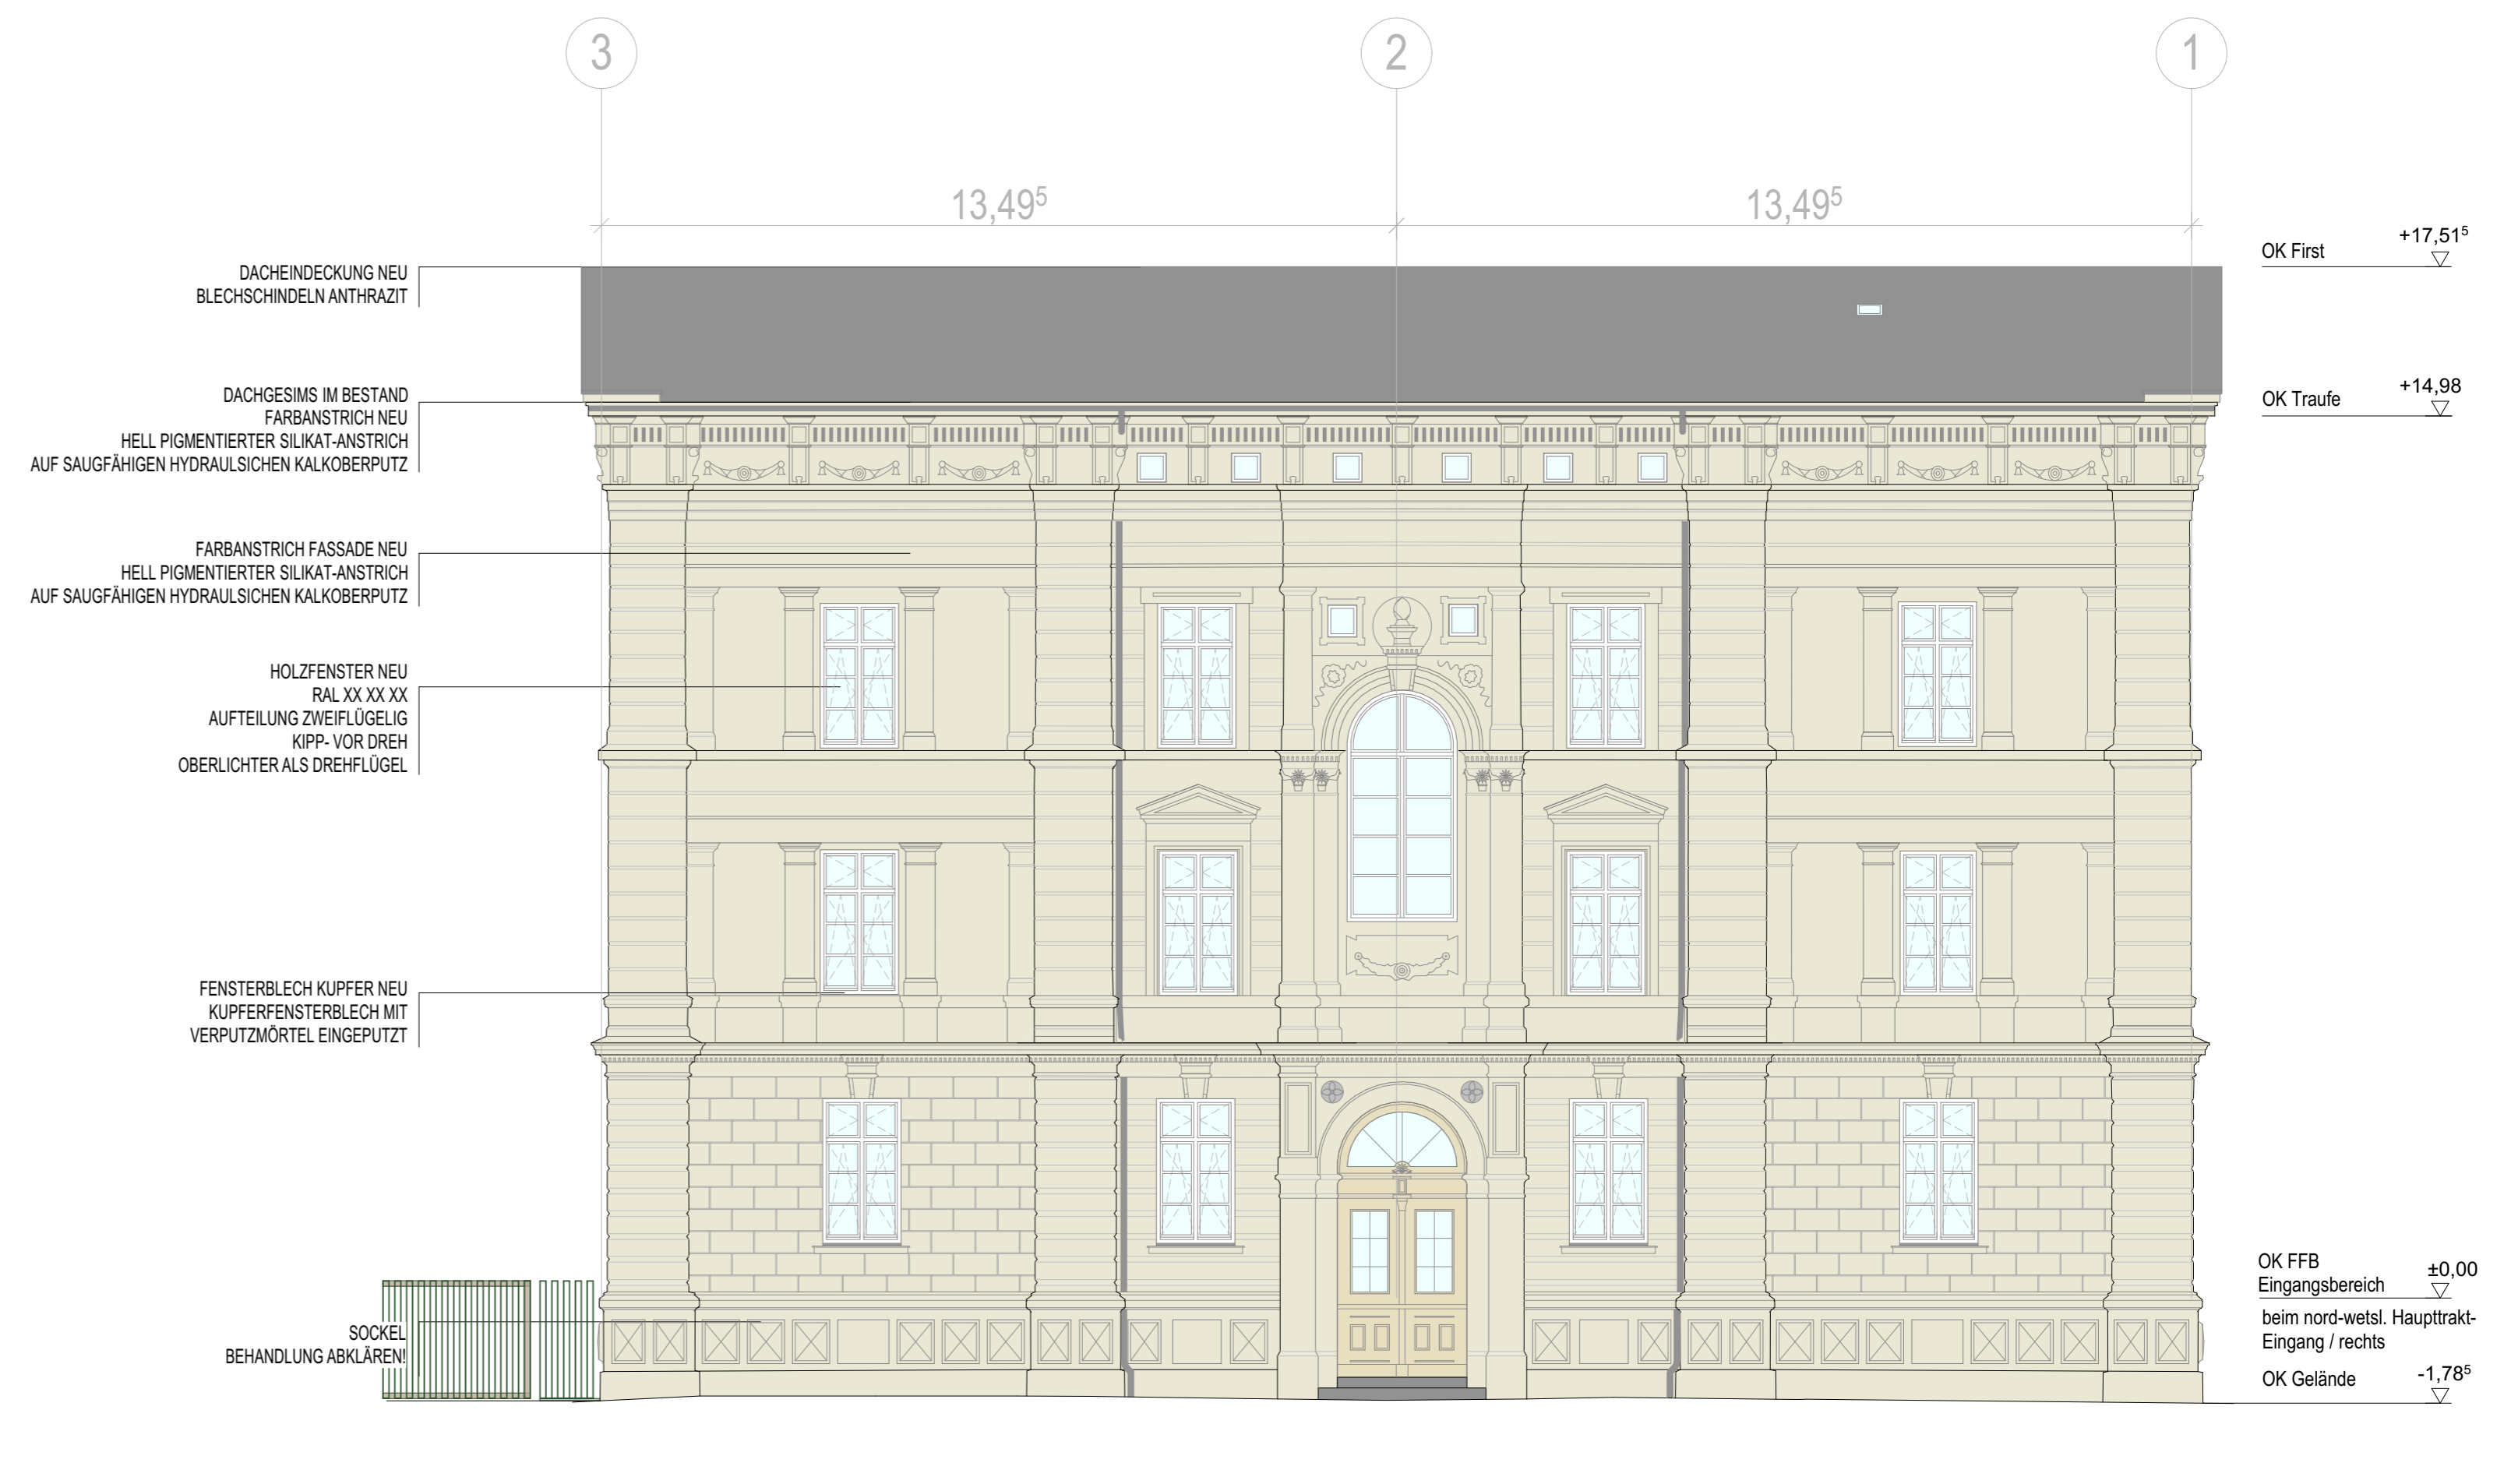 3
2
1
13,49⁵
13,49⁵
OK First
+17,51⁵
DACHEINDECKUNG NEU
BLECHSCHINDELN ANTHRAZIT
OK Traufe
+14,98
DACHGESIMS IM BESTAND
FARBANSTRICH NEU
HELL PIGMENTIERTER SILIKAT-ANSTRICH
AUF SAUGFÄHIGEN HYDRAULSICHEN KALKOBERPUTZ
FARBANSTRICH FASSADE NEU
HELL PIGMENTIERTER SILIKAT-ANSTRICH
AUF SAUGFÄHIGEN HYDRAULSICHEN KALKOBERPUTZ
HOLZFENSTER NEU
RAL XX XX XX
AUFTEILUNG ZWEIFLÜGELIG
KIPP- VOR DREH
OBERLICHTER ALS DREHFLÜGEL
FENSTERBLECH KUPFER NEU
KUPFERFENSTERBLECH MIT
VERPUTZMÖRTEL EINGEPUTZT
OK FFB
Eingangsbereich
±0,00
beim nord-wetsl. Haupttrakt-
Eingang / rechts
SOCKEL
BEHANDLUNG ABKLÄREN!
OK Gelände
-1,78⁵